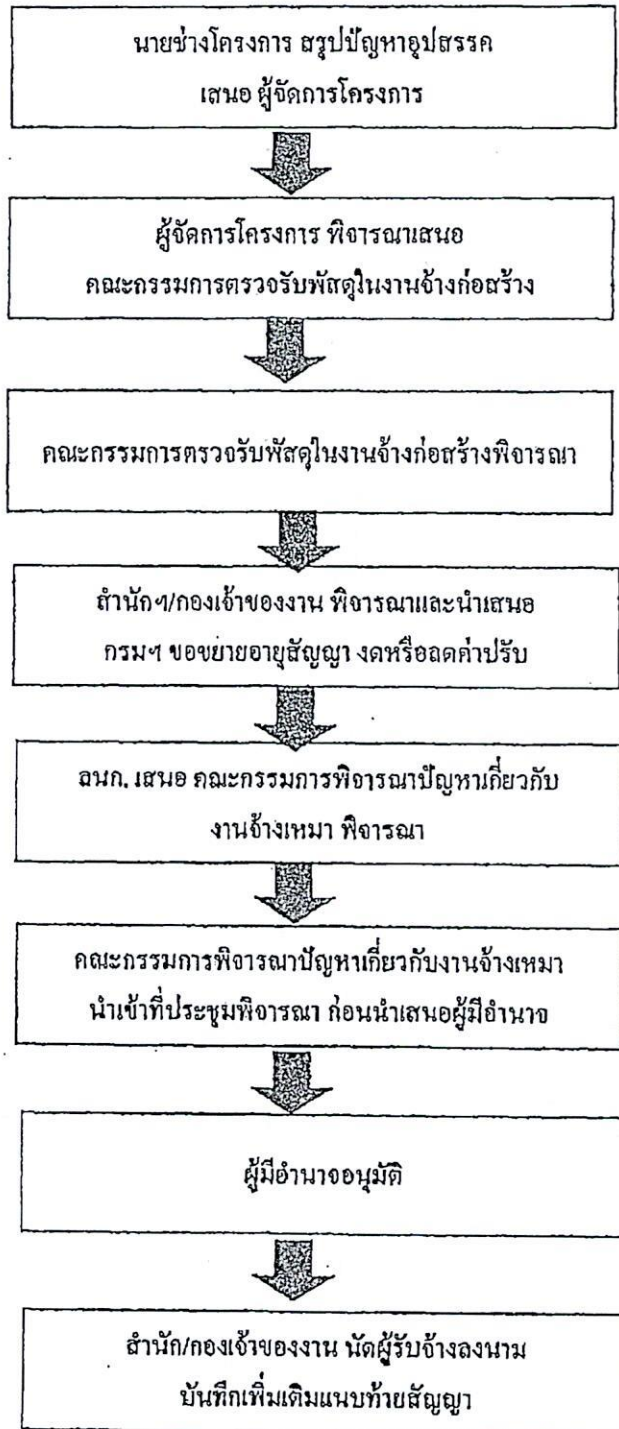 นายช่างโครงการ สรุปปัญหาอุปสรรค
เสนอ ผู้จัดการโครงการ
ผู้จัดการโครงการ พิจารณาเสนอ
คณะกรรมการตรวจรับพัสดุในงานจ้างก่อสร้าง
คณะกรรมการตรวจรับพัสดุในงานจ้างก่อสร้างพิจารณา
สำนักฯ/กองเจ้าของงาน พิจารณาและนำเสนอ
กรมฯ ขอขยายอายุสัญญา งดหรือลดค่าปรับ
ลนก. เสนอ คณะกรรมการพิจารณาปัญหาเกี่ยวกับ
งานจ้างเหมา พิจารณา
คณะกรรมการพิจารณาปัญหาเกี่ยวกับงานจ้างเหมา
นำเข้าที่ประชุมพิจารณา ก่อนนำเสนอผู้มีอำนาจ
ผู้มีอำนาจอนุมัติ
สำนัก/กองเจ้าของงาน นัดผู้รับจ้างลงนาม
บันทึกเพิ่มเติมแนบท้ายสัญญา